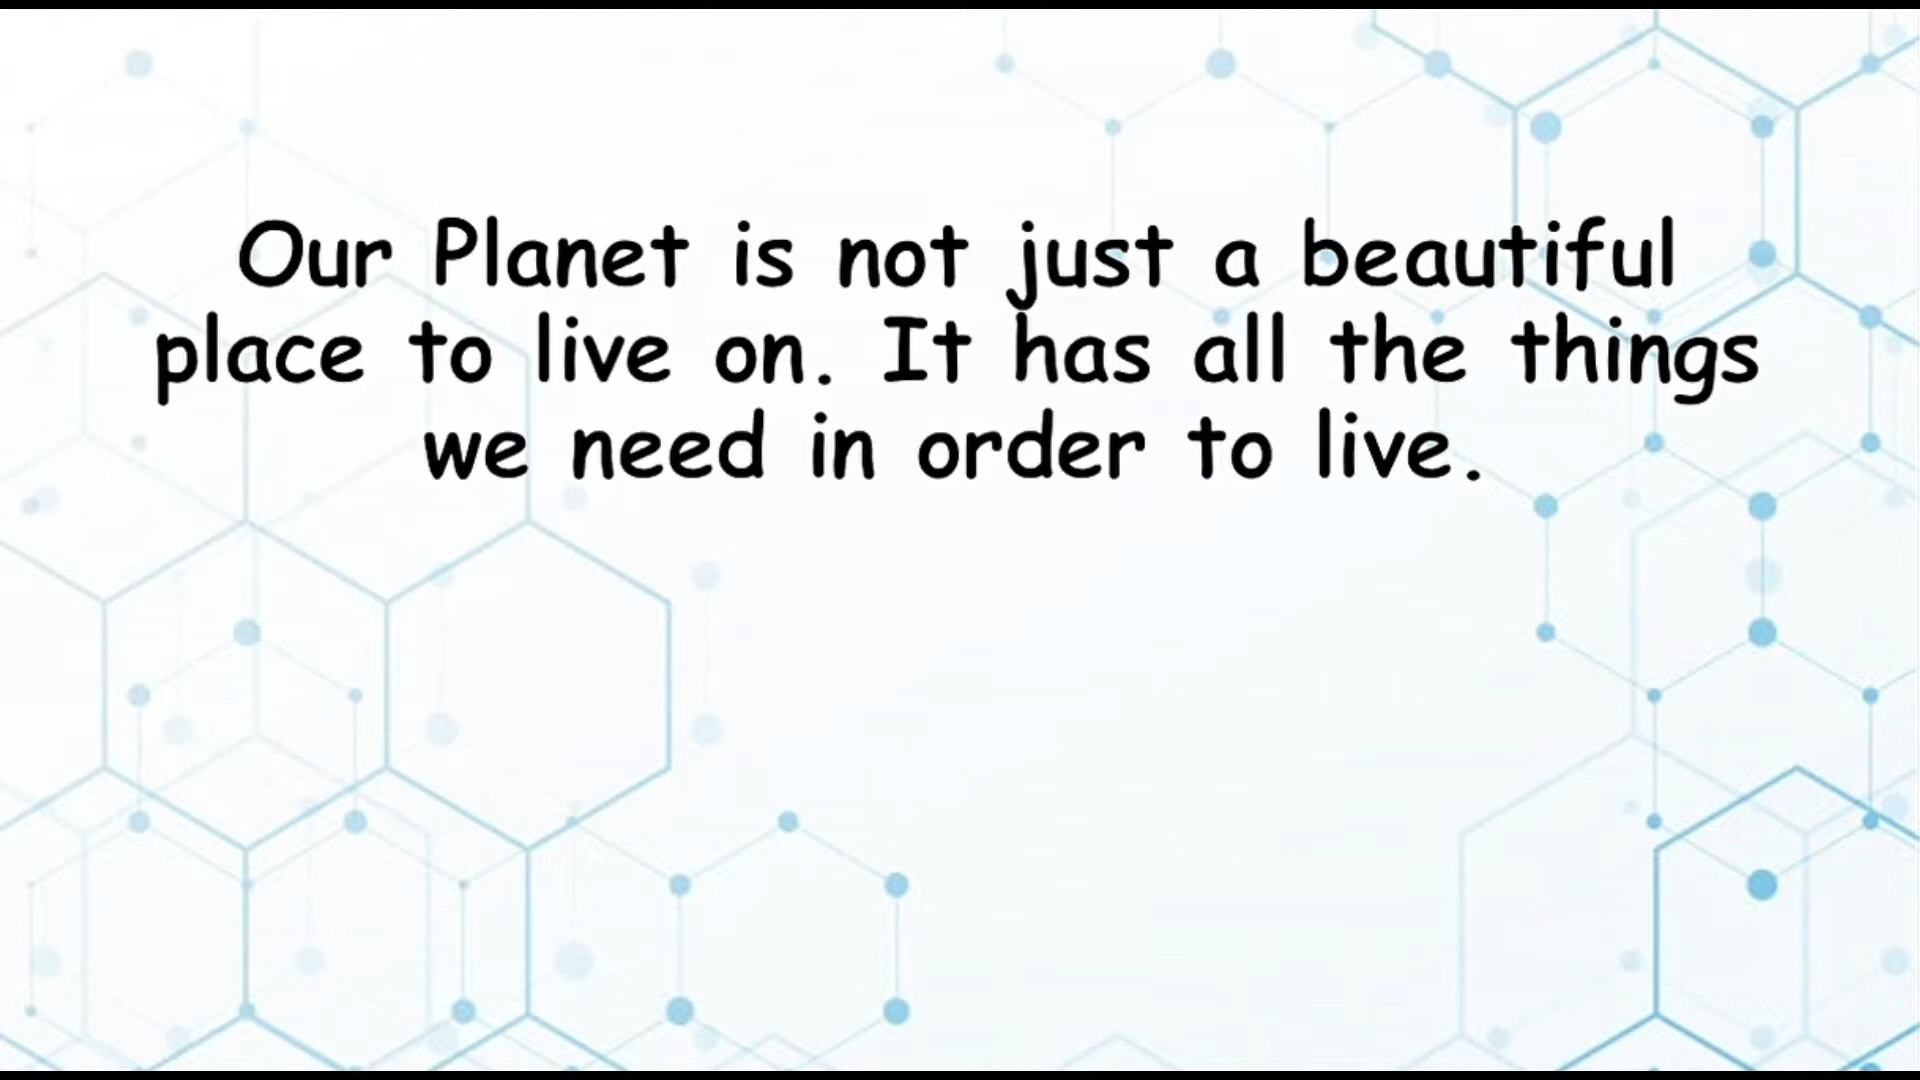 Our Planet is not just a beautiful
place to live on. It has all the things
we need in order to live.